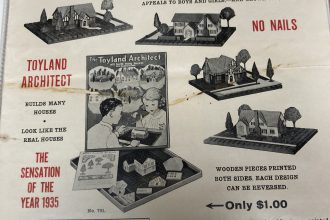 APPEALS TO BOYS AND GIRLS,
NO NAILS
TOYLAND
ARCHITECT
The Toyland Architect
BUILDS MANY
HOUSES
•
LOOK LIKE THE
REAL HOUSES
THE
SENSATION
OF THE
YEAR 1935
No. 701.
WOODEN PIECES PRINTED
BOTH SIDES, EACH DESIGN
CAN BE REVERSED.
← Only $1.00